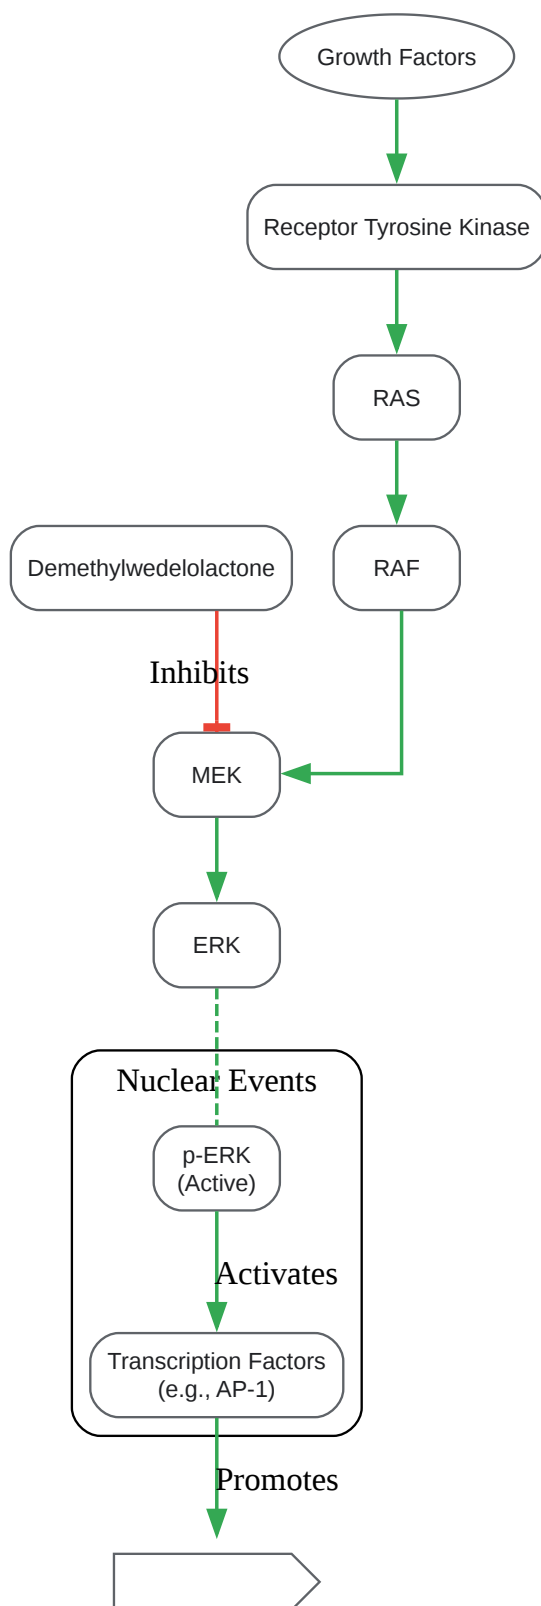 Growth Factors
Receptor Tyrosine Kinase
RAS
Demethylwedelolactone
RAF
Inhibits
MEK
ERK
Nuclear Events
p-ERK
(Active)
Activates
Transcription Factors
(e.g., AP-1)
Promotes